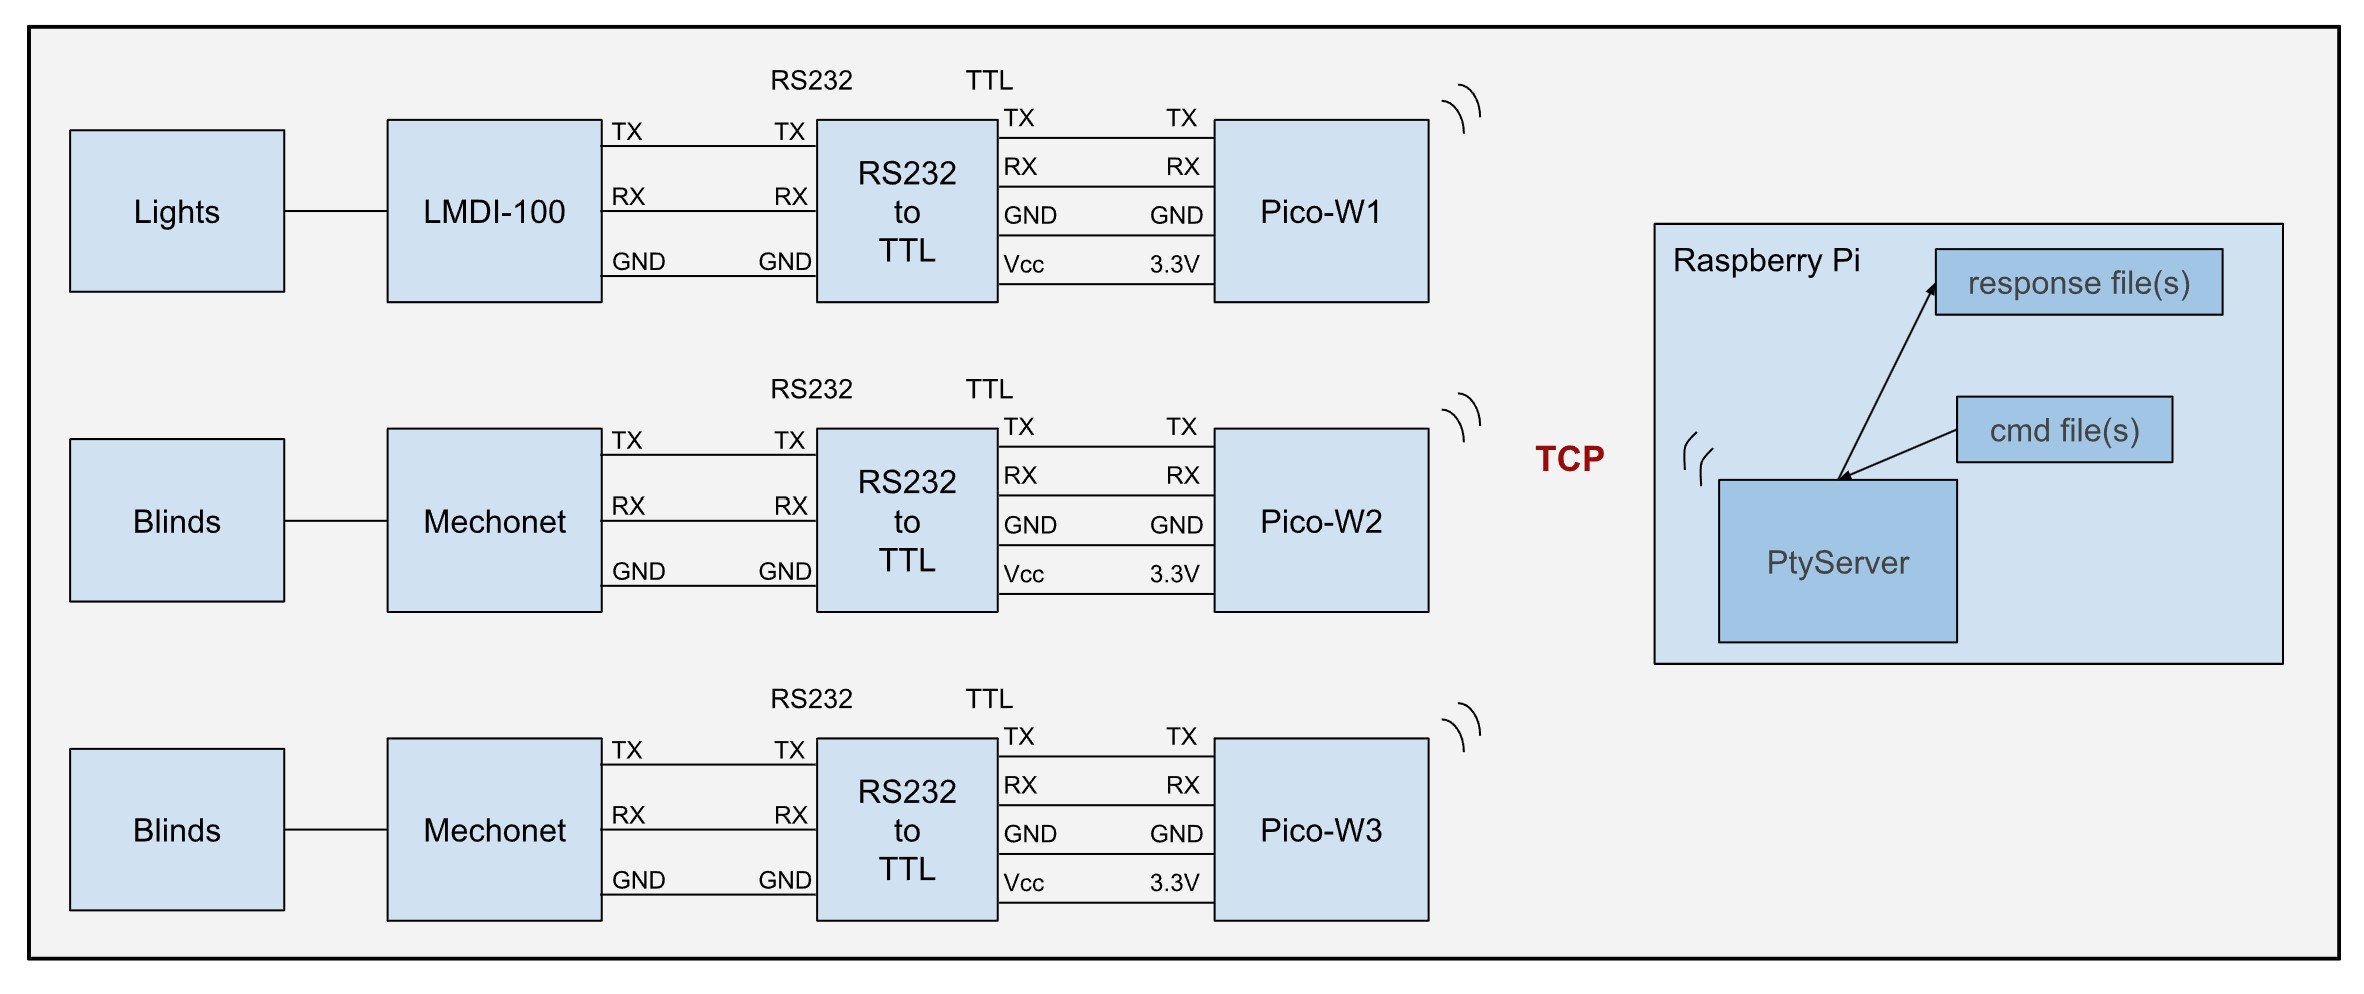 RS232 TTL
TX TX TX TX
Lights LMDI-100 RX RX RS232 RX RX Pico-W1
to
TTL
GND GND GND GND
Vcc 3.3V
Raspberry Pi
response file(s)
cmd file(s)
PtyServer
TCP
RS232 TTL
TX TX TX TX
Blinds Mechonet RX RX RS232 RX RX Pico-W2
to
TTL
GND GND GND GND
Vcc 3.3V
RS232 TTL
TX TX TX TX
Blinds Mechonet RX RX RS232 RX RX Pico-W3
to
TTL
GND GND GND GND
Vcc 3.3V